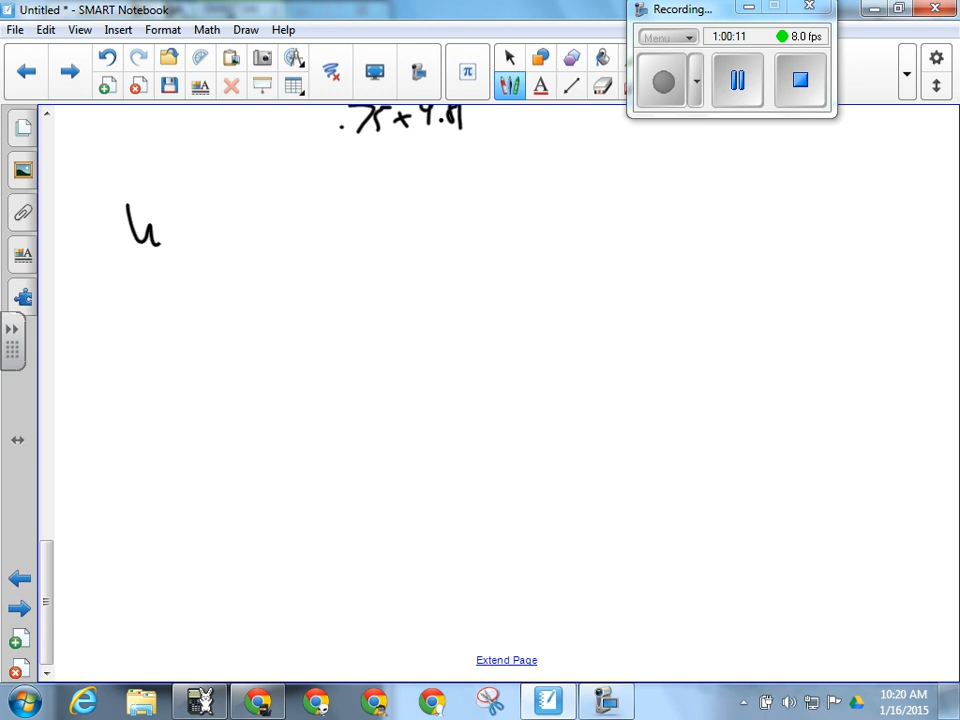 Untitled * - SMART Notebook
Recording...
File Edit View Insert Format Math Draw Help
Menu 1:00:11 8.0 fps
π
A
Extend Page
10:20 AM
1/16/2015